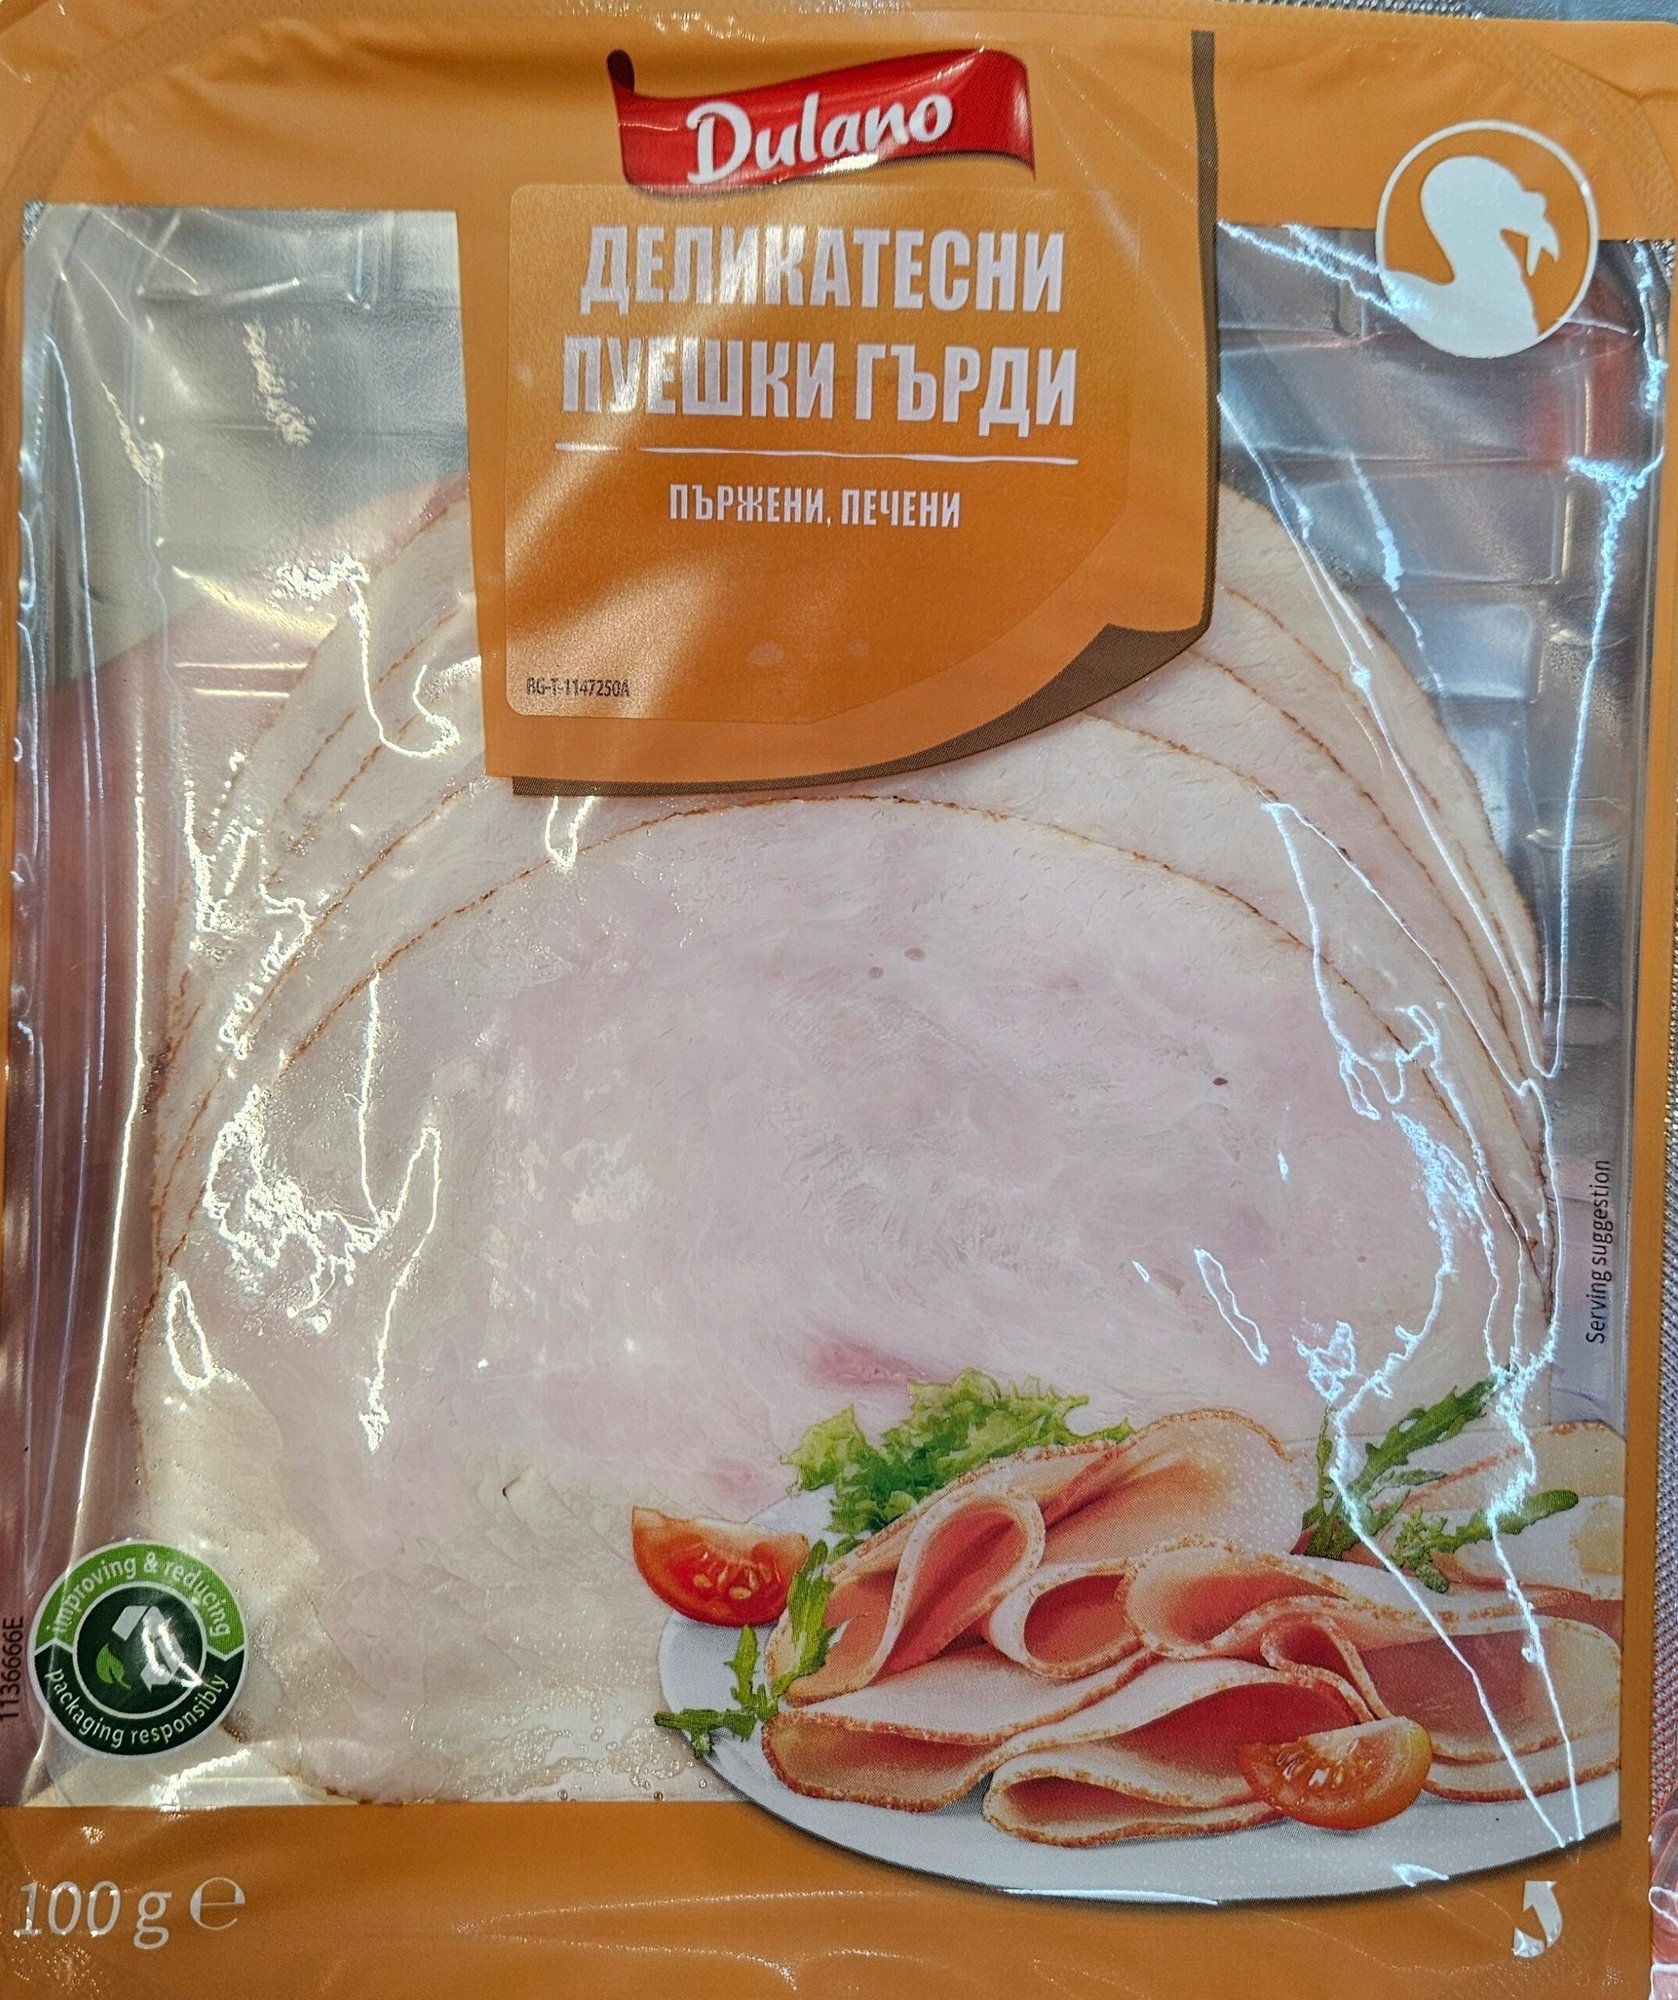 Dulano
ДЕЛИКАТЕСНИ
ПУЕШКИ ГЪРДИ
ПЪРЖЕНИ, ПЕЧЕНИ
BG-T-1147250A
Serving suggestion
improving & reducing
packaging responsibly
1136666E
100 g ℮